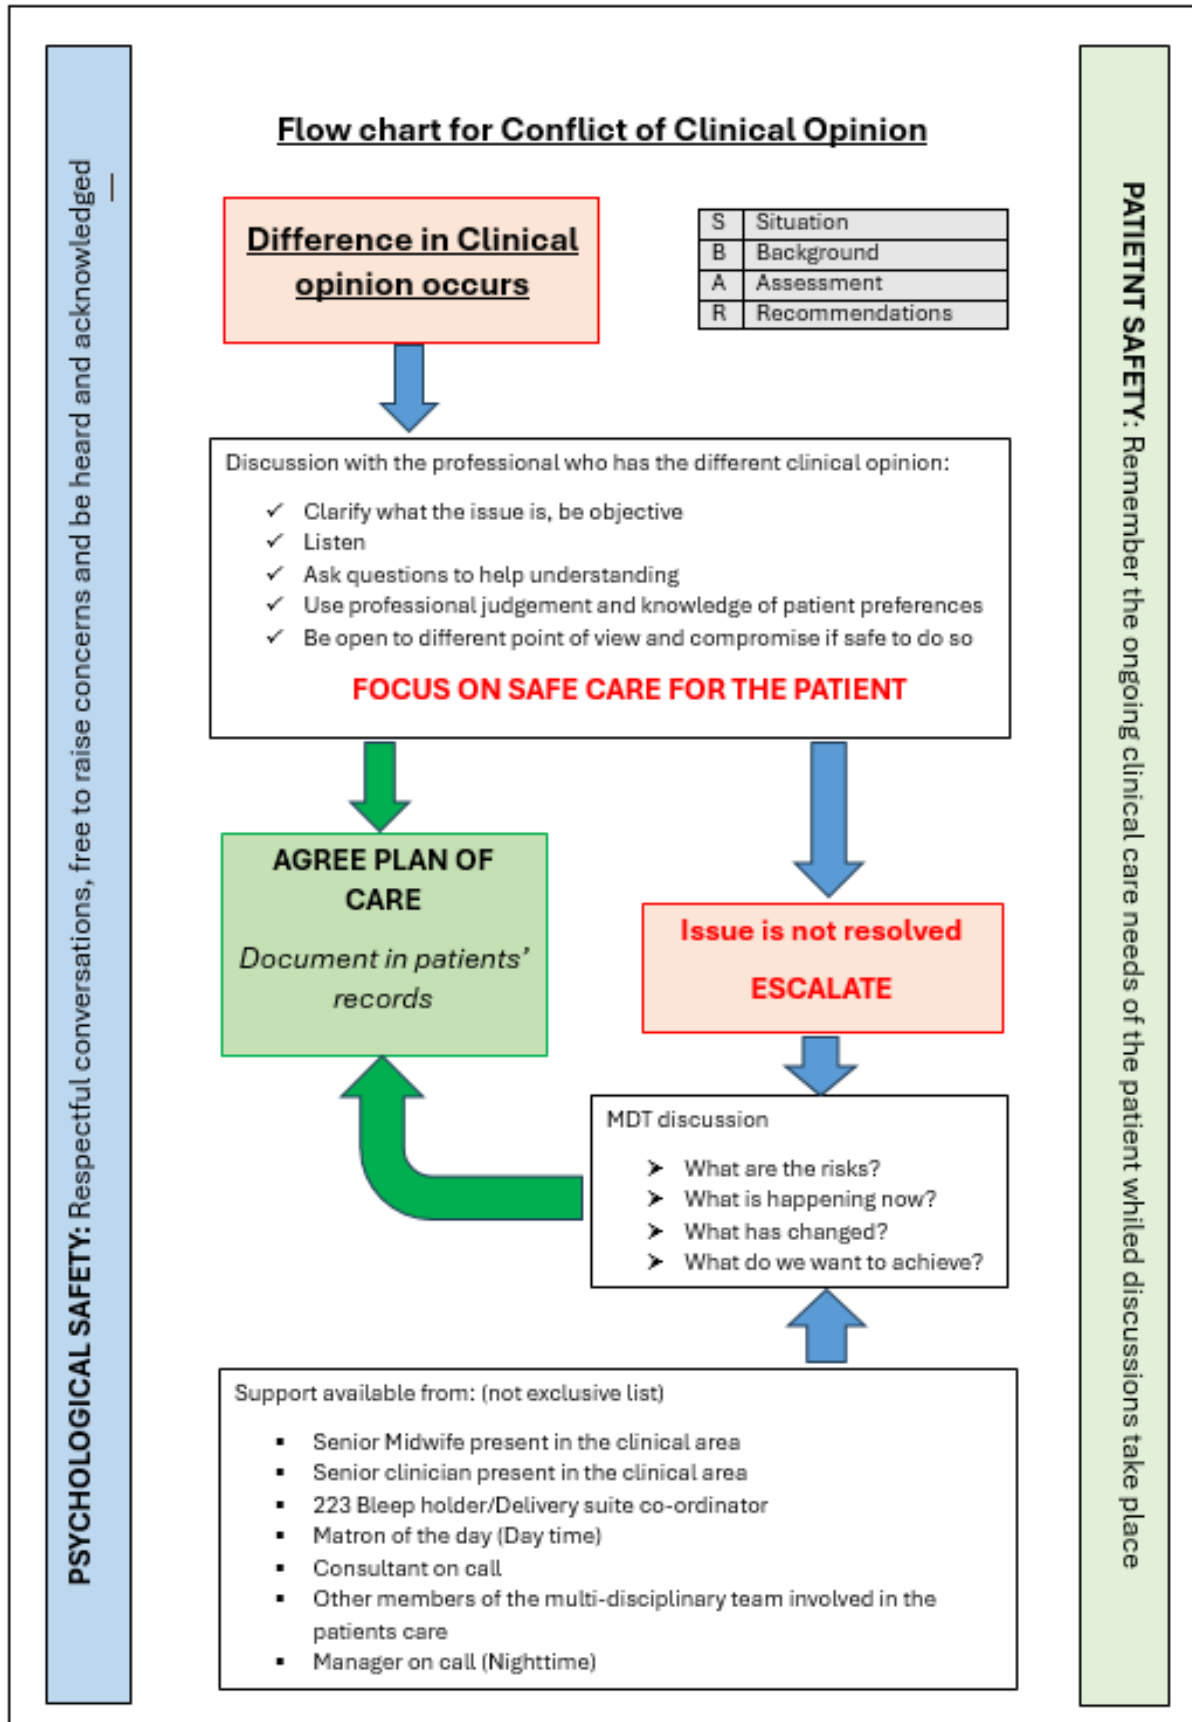 Flow chart for Conflict of Clinical Opinion
Difference in Clinical
opinion occurs
S Situation
B Background
A Assessment
R Recommendations
Discussion with the professional who has the different clinical opinion:
✓ Clarify what the issue is, be objective
✓ Listen
✓ Ask questions to help understanding
✓ Use professional judgement and knowledge of patient preferences
✓ Be open to different point of view and compromise if safe to do so
FOCUS ON SAFE CARE FOR THE PATIENT
AGREE PLAN OF
CARE
Document in patients’
records
Issue is not resolved
ESCALATE
MDT discussion
➤ What are the risks?
➤ What is happening now?
➤ What has changed?
➤ What do we want to achieve?
Support available from: (not exclusive list)
▪ Senior Midwife present in the clinical area
▪ Senior clinician present in the clinical area
▪ 223 Bleep holder/Delivery suite co-ordinator
▪ Matron of the day (Day time)
▪ Consultant on call
▪ Other members of the multi-disciplinary team involved in the
patients care
▪ Manager on call (Nighttime)
PSYCHOLOGICAL SAFETY: Respectful conversations, free to raise concerns and be heard and acknowledged
PATIETNT SAFETY: Remember the ongoing clinical care needs of the patient whiled discussions take place